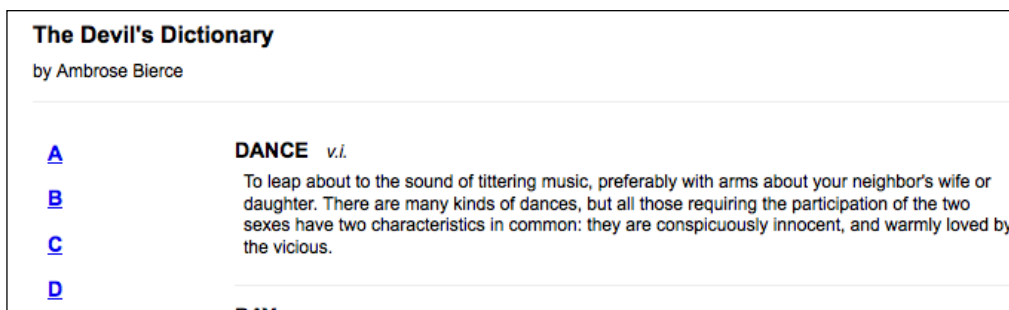 The Devil's Dictionary
by Ambrose Bierce
A
B
C
D
DANCE v.i.
To leap about to the sound of tittering music, preferably with arms about your neighbor's wife or
daughter. There are many kinds of dances, but all those requiring the participation of the two
sexes have two characteristics in common: they are conspicuously innocent, and warmly loved by
the vicious.